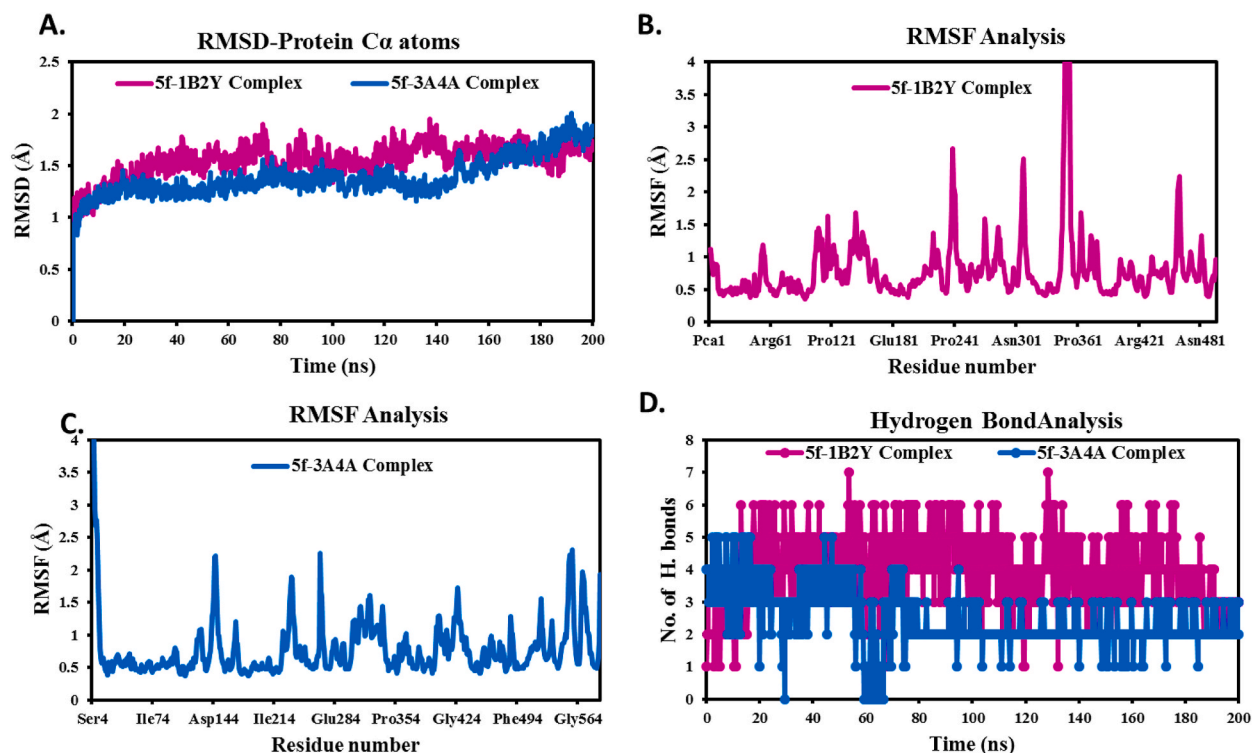 A.
RMSD-Protein Cα atoms
5f-1B2Y Complex 5f-3A4A Complex
2.5
2
1.5
1
0.5
0
RMSD (Å)
0 20 40 60 80 100 120 140 160 180 200
Time (ns)
B.
RMSF Analysis
5f-1B2Y Complex
4
3.5
3
2.5
2
1.5
1
0.5
0
RMSF (Å)
Pca1 Arg61 Pro121 Glu181 Pro241 Asn301 Pro361 Arg421 Asn481
Residue number
C.
RMSF Analysis
5f-3A4A Complex
4
3.5
3
2.5
2
1.5
1
0.5
0
RMSF (Å)
Ser4 Ile74 Asp144 Ile214 Glu284 Pro354 Gly424 Phe494 Gly564
Residue number
D.
Hydrogen BondAnalysis
5f-1B2Y Complex 5f-3A4A Complex
8
7
6
5
4
3
2
1
0
No. of H. bonds
0 20 40 60 80 100 120 140 160 180 200
Time (ns)